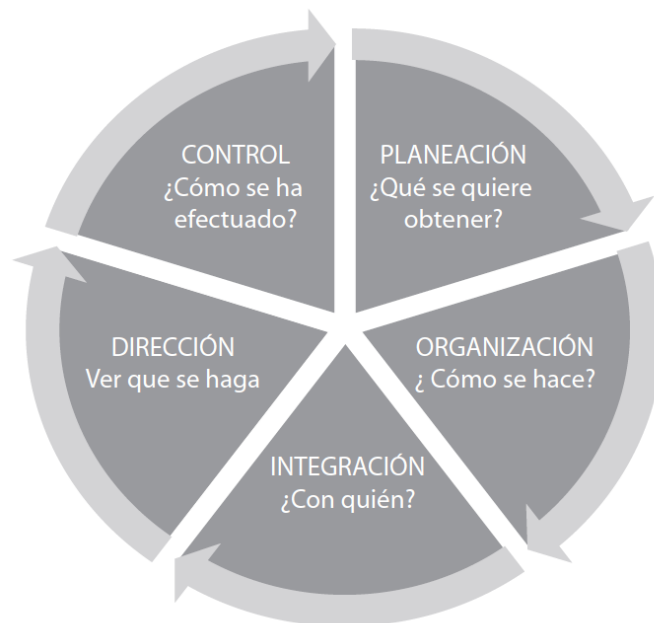 PLANEACIÓN
¿Qué se quiere
obtener?
ORGANIZACIÓN
¿ Cómo se hace?
INTEGRACIÓN
¿Con quién?
DIRECCIÓN
Ver que se haga
CONTROL
¿Cómo se ha
efectuado?